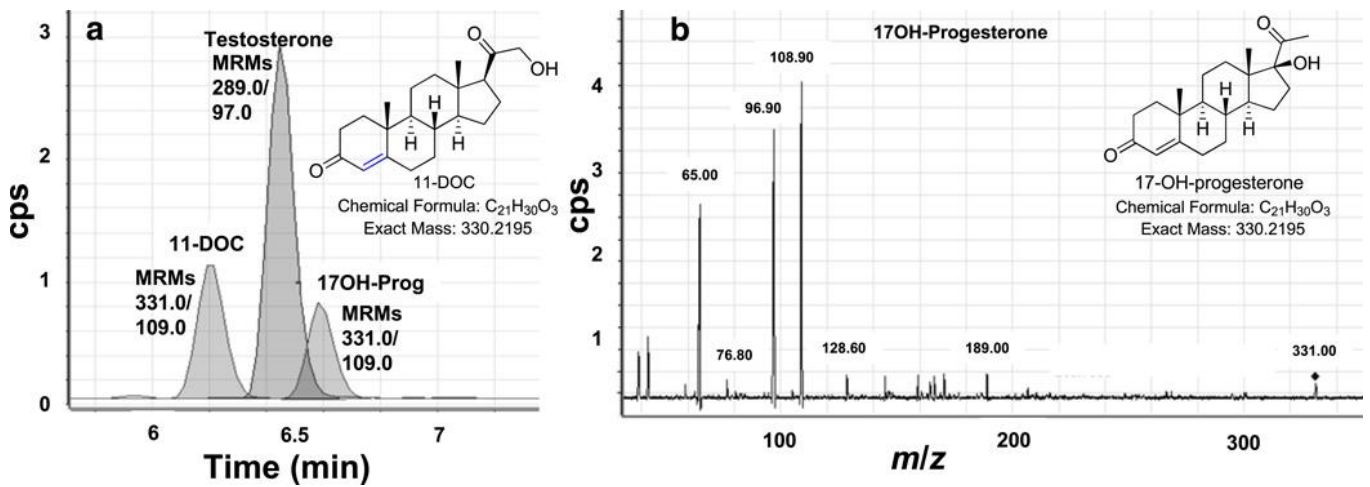 a
3
2
1
0
cps
Testosterone
MRMs
289.0/
97.0
11-DOC
MRMs
331.0/
109.0
17OH-Prog
MRMs
331.0/
109.0
O
OH
H
H
H
O
11-DOC
Chemical Formula: C₂₁H₃₀O₃
Exact Mass: 330.2195
6
6.5
7
Time (min)
b
17OH-Progesterone
4
3
2
1
cps
108.90
96.90
65.00
76.80
128.60
189.00
331.00
O
OH
H
H
H
O
17-OH-progesterone
Chemical Formula: C₂₁H₃₀O₃
Exact Mass: 330.2195
100
200
300
m/z